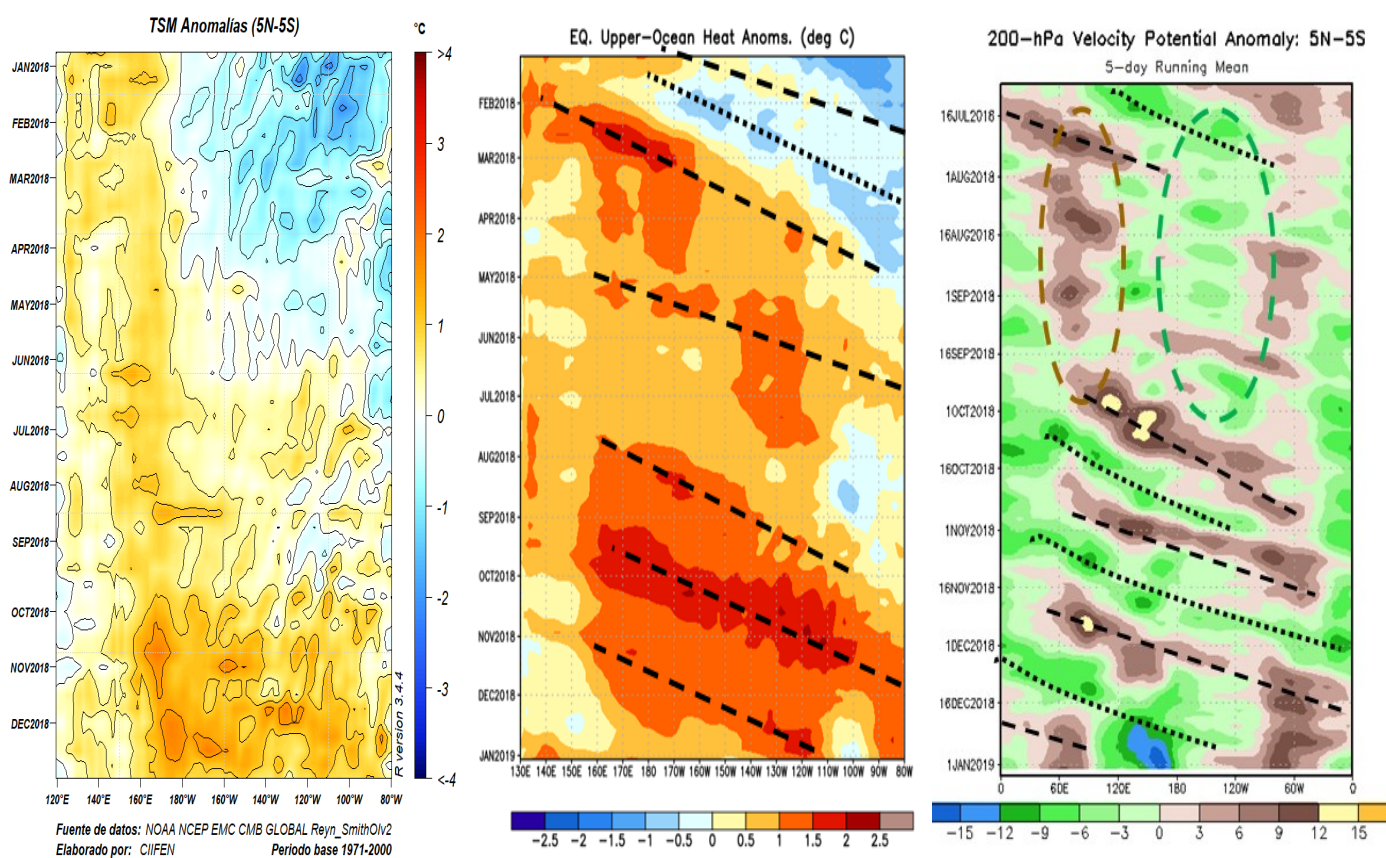 TSM Anomalías (5N-5S)
°C
JAN2018
FEB2018
MAR2018
APR2018
MAY2018
JUN2018
JUL2018
AUG2018
SEP2018
OCT2018
NOV2018
DEC2018
120°E 140°E 160°E 180°W 160°W 140°W 120°W 100°W 80°W
>4
3
2
1
0
-1
-2
-3
<-4
R version 3.4.4
Fuente de datos: NOAA NCEP EMC CMB GLOBAL Reyn_SmithOIv2
Elaborado por: CIIFEN Periodo base 1971-2000
EQ. Upper-Ocean Heat Anoms. (deg C)
FEB2018
MAR2018
APR2018
MAY2018
JUN2018
JUL2018
AUG2018
SEP2018
OCT2018
NOV2018
DEC2018
JAN2019
130E 140E 150E 160E 170E 180 170W 160W 150W 140W 130W 120W 110W 100W 90W 80W
-2.5 -2 -1.5 -1 -0.5 0 0.5 1 1.5 2 2.5
200-hPa Velocity Potential Anomaly: 5N-5S
5-day Running Mean
16JUL2018
1AUG2018
16AUG2018
1SEP2018
16SEP2018
1OCT2018
16OCT2018
1NOV2018
16NOV2018
1DEC2018
16DEC2018
1JAN2019
0 60E 120E 180 120W 60W 0
-15 -12 -9 -6 -3 0 3 6 9 12 15